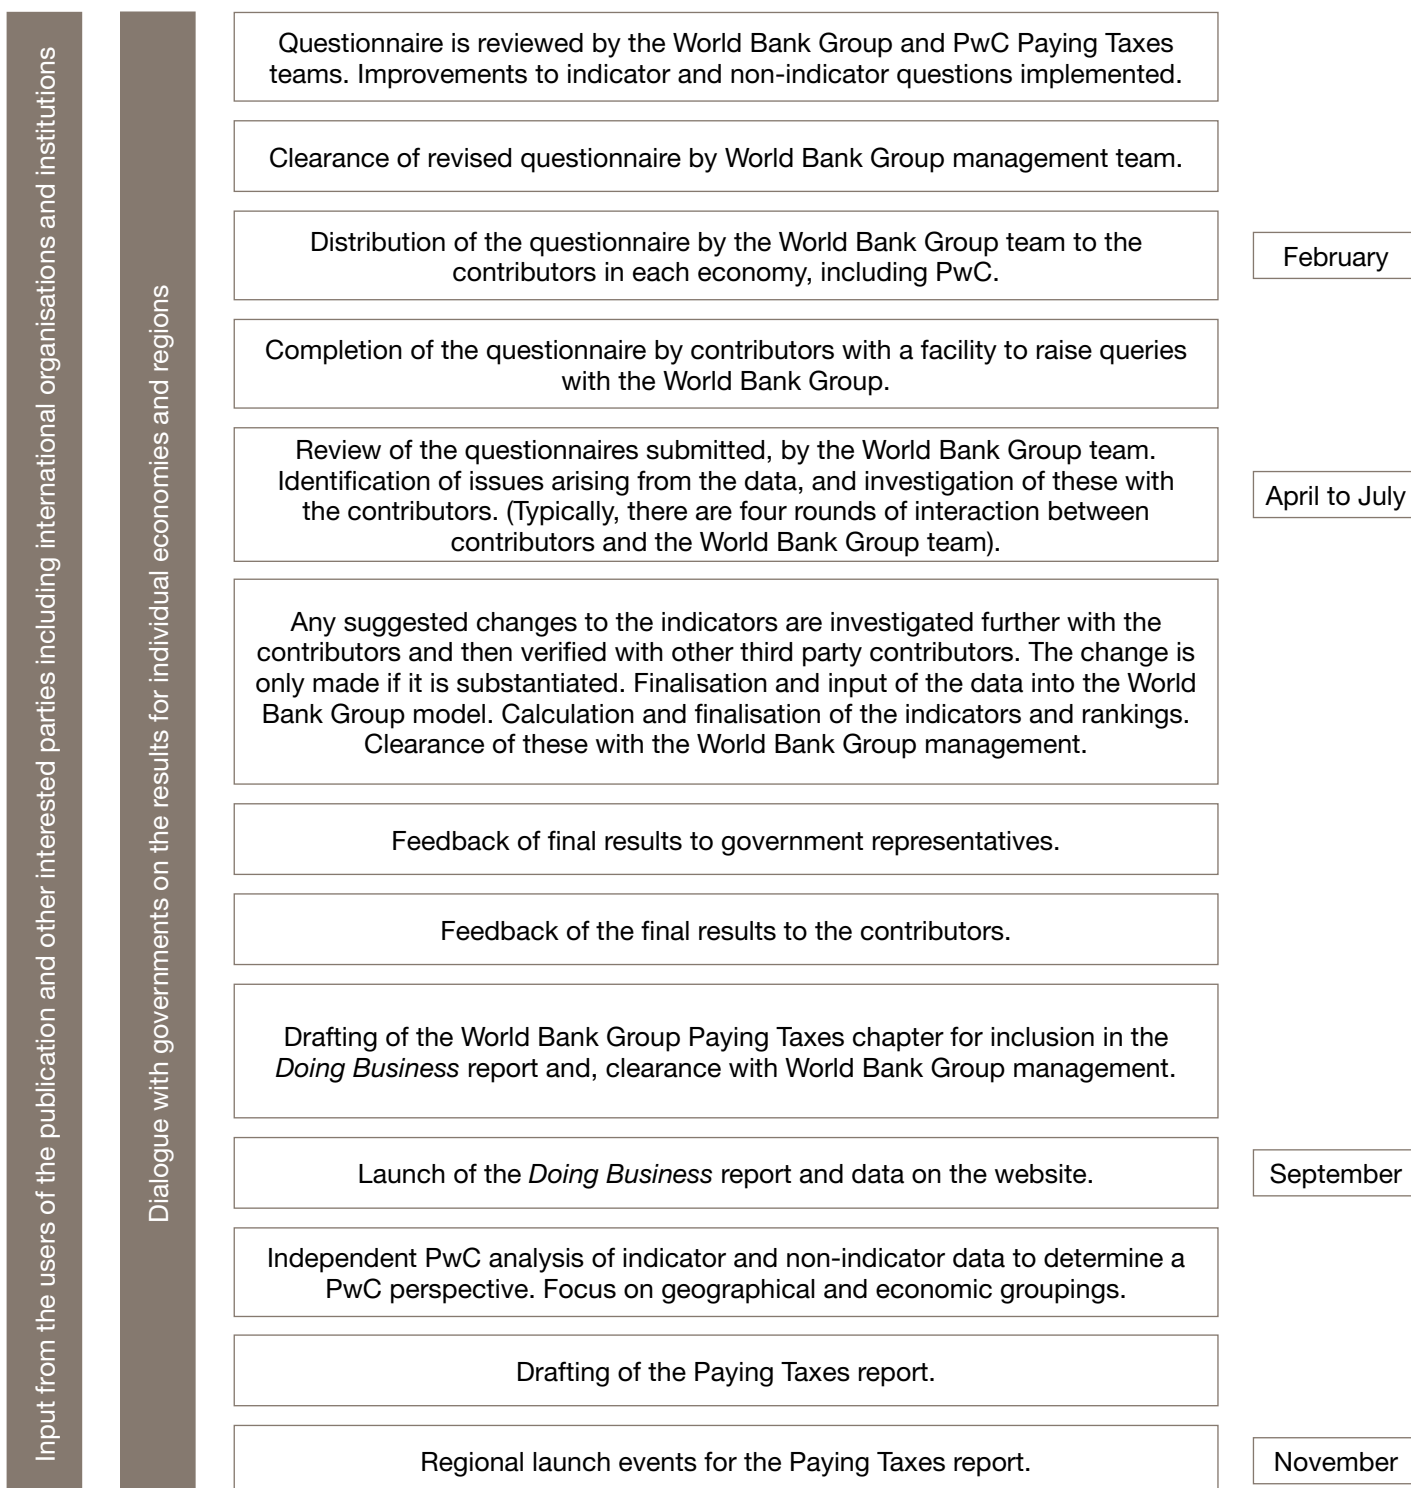 Input from the users of the publication and other interested parties including international organisations and institutions
Dialogue with governments on the results for individual economies and regions
Questionnaire is reviewed by the World Bank Group and PwC Paying Taxes
teams. Improvements to indicator and non-indicator questions implemented.
Clearance of revised questionnaire by World Bank Group management team.
Distribution of the questionnaire by the World Bank Group team to the
contributors in each economy, including PwC.
February
Completion of the questionnaire by contributors with a facility to raise queries
with the World Bank Group.
Review of the questionnaires submitted, by the World Bank Group team.
Identification of issues arising from the data, and investigation of these with
the contributors. (Typically, there are four rounds of interaction between
contributors and the World Bank Group team).
April to July
Any suggested changes to the indicators are investigated further with the
contributors and then verified with other third party contributors. The change is
only made if it is substantiated. Finalisation and input of the data into the World
Bank Group model. Calculation and finalisation of the indicators and rankings.
Clearance of these with the World Bank Group management.
Feedback of final results to government representatives.
Feedback of the final results to the contributors.
Drafting of the World Bank Group Paying Taxes chapter for inclusion in the
Doing Business report and, clearance with World Bank Group management.
Launch of the Doing Business report and data on the website.
September
Independent PwC analysis of indicator and non-indicator data to determine a
PwC perspective. Focus on geographical and economic groupings.
Drafting of the Paying Taxes report.
Regional launch events for the Paying Taxes report.
November